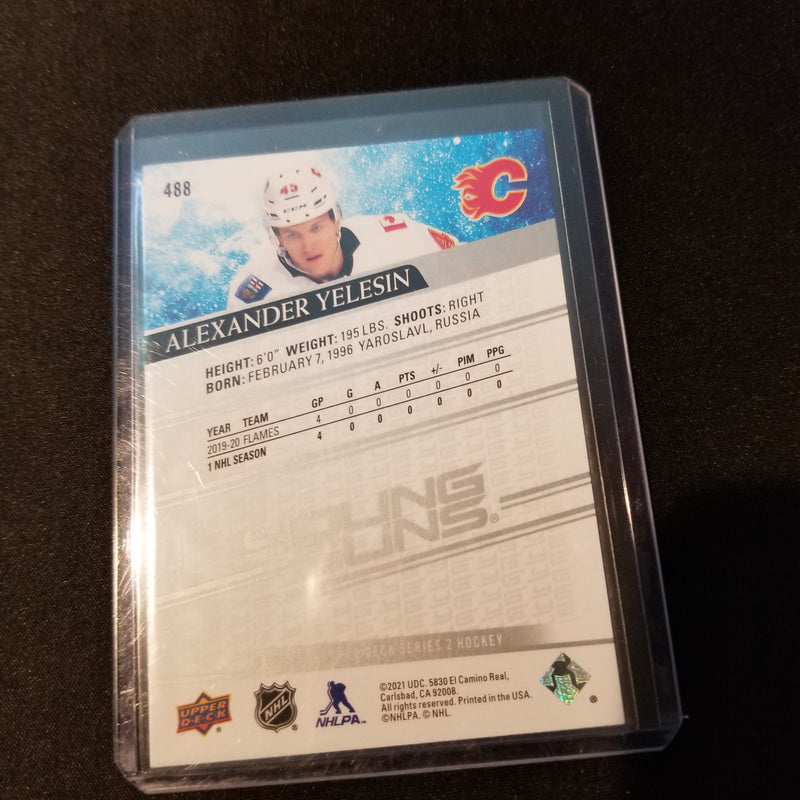 488
45
CCM
C
ALEXANDER YELESIN
HEIGHT: 6'0" WEIGHT: 195 LBS. SHOOTS: RIGHT
BORN: FEBRUARY 7, 1996 YAROSLAVL, RUSSIA
YEAR TEAM GP G A PTS +/- PIM PPG
2019-20 FLAMES 4 0 0 0 0 0 0
1 NHL SEASON 4 0 0 0 0 0 0
YOUNG
GUNS®
DECK SERIES 2 HOCKEY
©2021 UDC. 5830 El Camino Real,
Carlsbad, CA 92008.
All rights reserved. Printed in the USA.
©NHLPA. © NHL.
UPPER
DECK
NHL
NHLPA